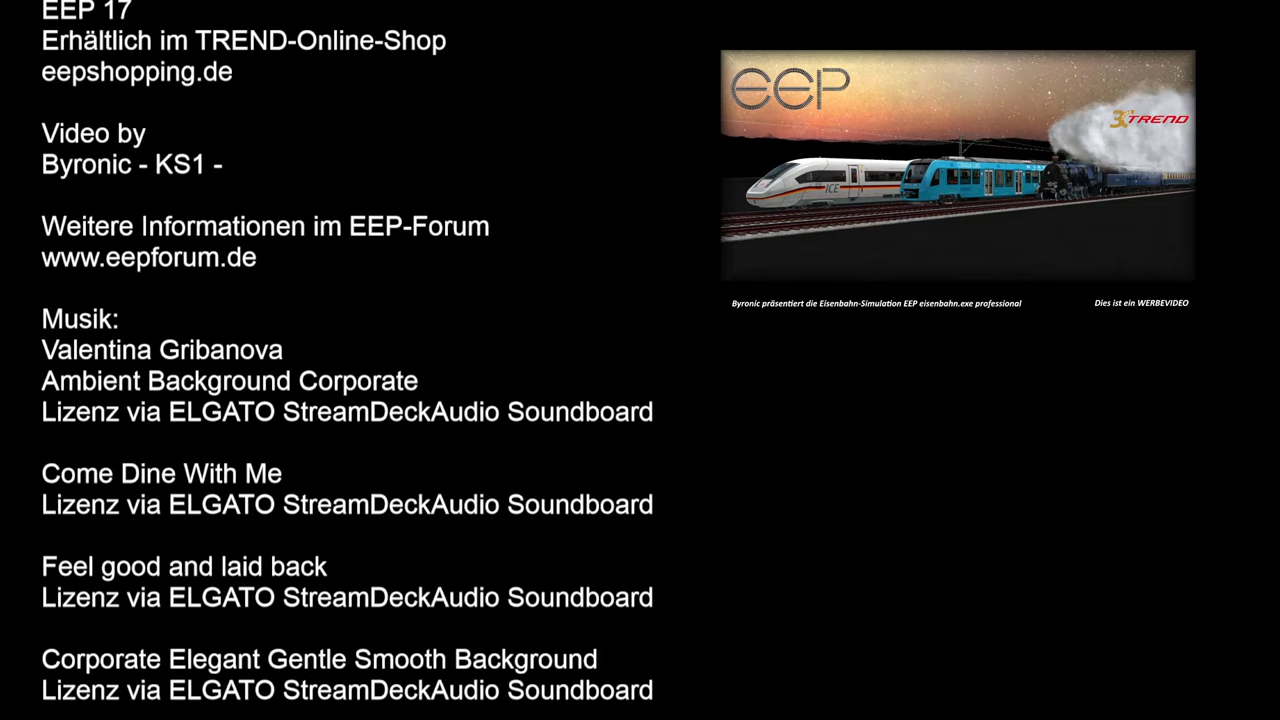 EEP 17
Erhältlich im TREND-Online-Shop
eepshopping.de
Video by
Byronic - KS1 -
Weitere Informationen im EEP-Forum
www.eepforum.de
Musik:
Valentina Gribanova
Ambient Background Corporate
Lizenz via ELGATO StreamDeckAudio Soundboard
Come Dine With Me
Lizenz via ELGATO StreamDeckAudio Soundboard
Feel good and laid back
Lizenz via ELGATO StreamDeckAudio Soundboard
Corporate Elegant Gentle Smooth Background
Lizenz via ELGATO StreamDeckAudio Soundboard
EEP
TREND
ICE
Byronic präsentiert die Eisenbahn-Simulation EEP eisenbahn.exe professional
Dies ist ein WERBEVIDEO